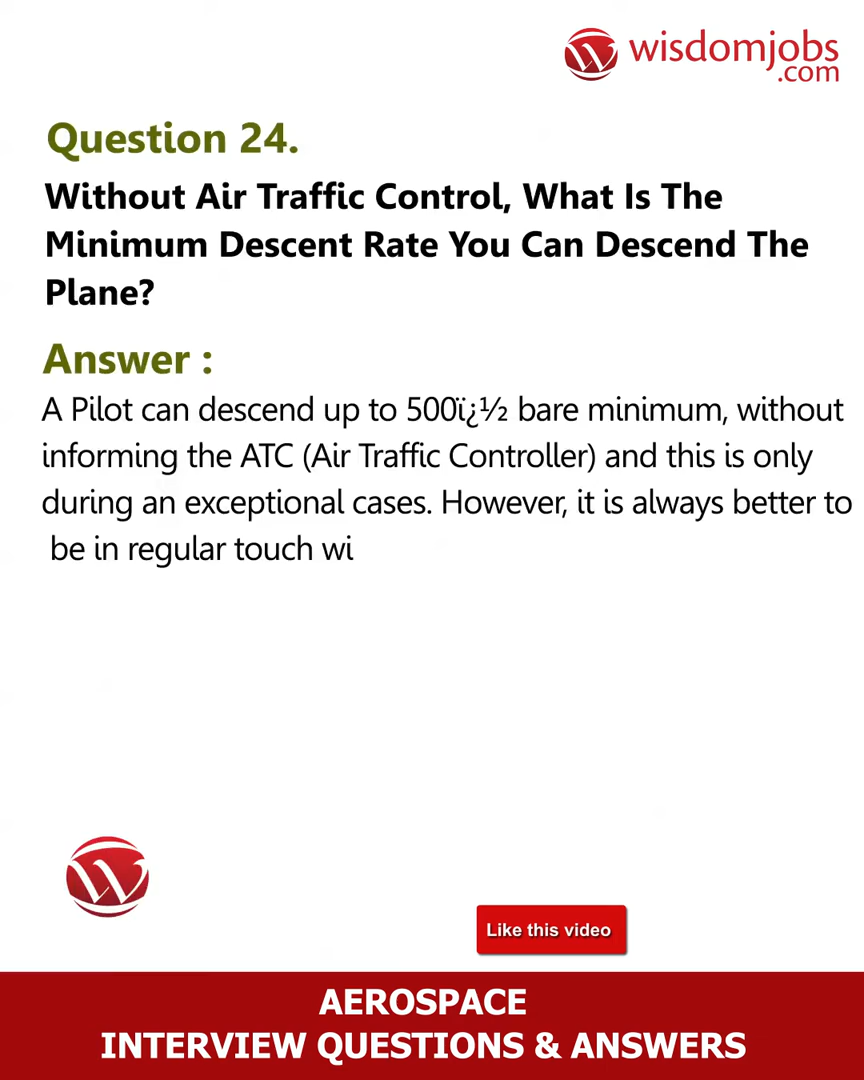 wisdomjobs
.com
Question 24.
Without Air Traffic Control, What Is The
Minimum Descent Rate You Can Descend The
Plane?
Answer :
A Pilot can descend up to 500ï¿½ bare minimum, without
informing the ATC (Air Traffic Controller) and this is only
during an exceptional cases. However, it is always better to
be in regular touch wi
Like this video
AEROSPACE
INTERVIEW QUESTIONS & ANSWERS